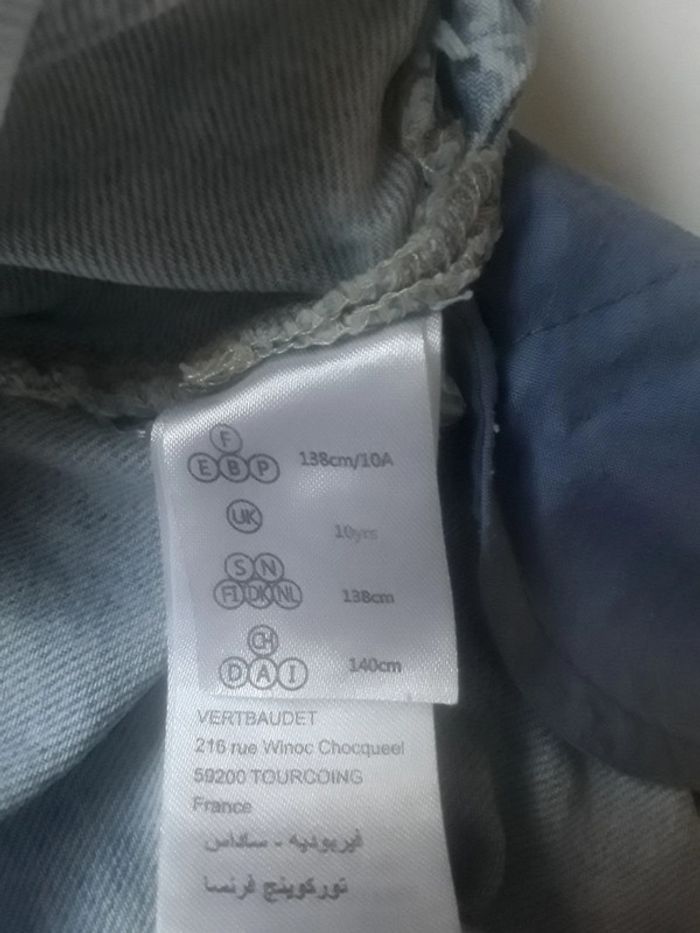 F
E B P 138cm/10A
UK 10yrs
S N
FI DK NL 138cm
CH
D A I 140cm
VERTBAUDET
216 rue Winoc Chocqueel
59200 TOURCOING
France
فيربوديه - ساداس
توركوينج فرنسا